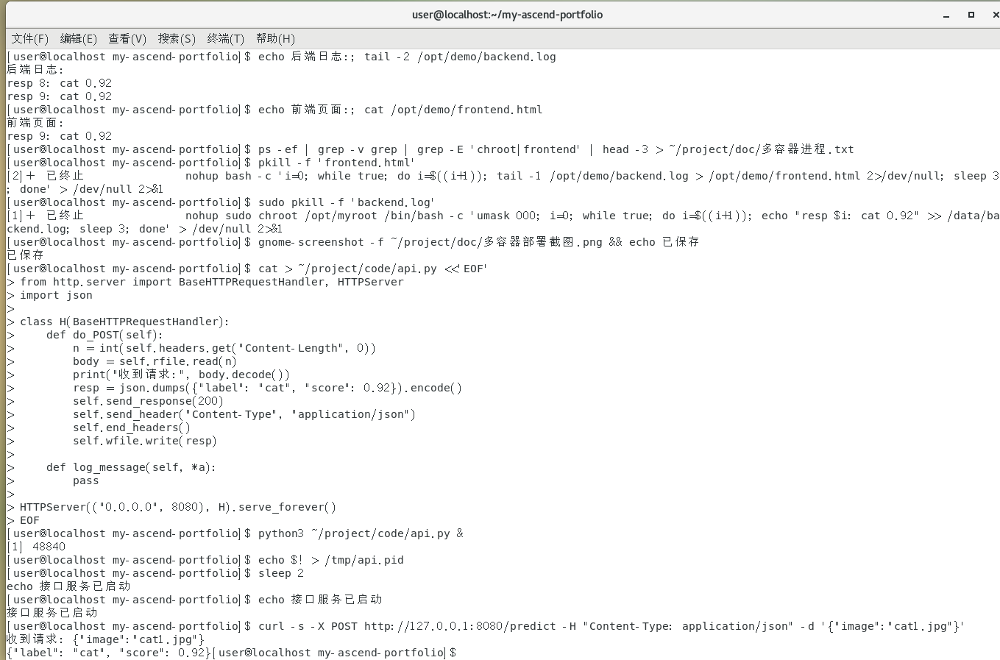 user@localhost:~/my-ascend-portfolio
文件(F) 编辑(E) 查看(V) 搜索(S) 终端(T) 帮助(H)
[user@localhost my-ascend-portfolio]$ echo 后端日志:; tail -2 /opt/demo/backend.log
后端日志:
resp 8: cat 0.92
resp 9: cat 0.92
[user@localhost my-ascend-portfolio]$ echo 前端页面:; cat /opt/demo/frontend.html
前端页面:
resp 9: cat 0.92
[user@localhost my-ascend-portfolio]$ ps -ef | grep -v grep | grep -E 'chroot|frontend' | head -3 > ~/project/doc/多容器进程.txt
[user@localhost my-ascend-portfolio]$ pkill -f 'frontend.html'
[2]+  已终止               nohup bash -c 'i=0; while true; do i=$((i+1)); tail -1 /opt/demo/backend.log > /opt/demo/frontend.html 2>/dev/null; sleep 3
; done' > /dev/null 2>&1
[user@localhost my-ascend-portfolio]$ sudo pkill -f 'backend.log'
[1]+  已终止               nohup sudo chroot /opt/myroot /bin/bash -c 'umask 000; i=0; while true; do i=$((i+1)); echo "resp $i: cat 0.92" >> /data/ba
ckend.log; sleep 3; done' > /dev/null 2>&1
[user@localhost my-ascend-portfolio]$ gnome-screenshot -f ~/project/doc/多容器部署截图.png && echo 已保存
已保存
[user@localhost my-ascend-portfolio]$ cat > ~/project/code/api.py <<'EOF'
> from http.server import BaseHTTPRequestHandler, HTTPServer
> import json
>
> class H(BaseHTTPRequestHandler):
>     def do_POST(self):
>         n = int(self.headers.get("Content-Length", 0))
>         body = self.rfile.read(n)
>         print("收到请求:", body.decode())
>         resp = json.dumps({"label": "cat", "score": 0.92}).encode()
>         self.send_response(200)
>         self.send_header("Content-Type", "application/json")
>         self.end_headers()
>         self.wfile.write(resp)
>
>     def log_message(self, *a):
>         pass
>
> HTTPServer(("0.0.0.0", 8080), H).serve_forever()
> EOF
[user@localhost my-ascend-portfolio]$ python3 ~/project/code/api.py &
[1] 48840
[user@localhost my-ascend-portfolio]$ echo $! > /tmp/api.pid
[user@localhost my-ascend-portfolio]$ sleep 2
echo 接口服务已启动
[user@localhost my-ascend-portfolio]$ echo 接口服务已启动
接口服务已启动
[user@localhost my-ascend-portfolio]$ curl -s -X POST http://127.0.0.1:8080/predict -H "Content-Type: application/json" -d '{"image":"cat1.jpg"}'
收到请求: {"image":"cat1.jpg"}
{"label": "cat", "score": 0.92}[user@localhost my-ascend-portfolio]$